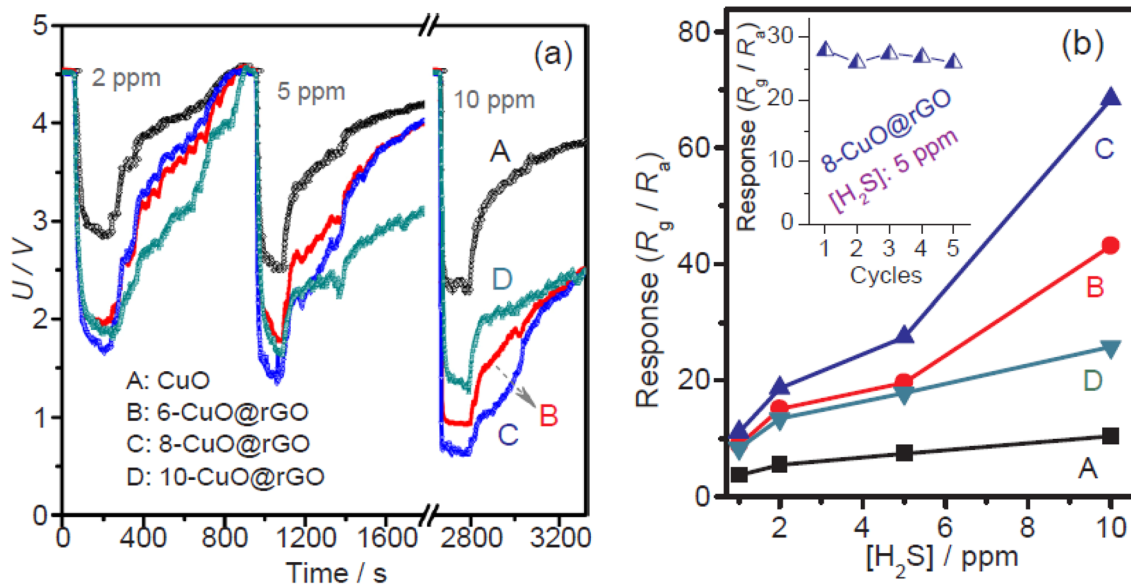 (a)
2 ppm
5 ppm
10 ppm
A
D
B
C
A: CuO
B: 6-CuO@rGO
C: 8-CuO@rGO
D: 10-CuO@rGO
5
4
3
2
1
0
U / V
0 400 800 1200 1600 2800 3200
Time / s
(b)
80
60
40
20
0
Response (Rg / Ra)
C
B
D
A
2 4 6 8 10
[H2S] / ppm
30
20
10
0
Response (Rg / Ra)
8-CuO@rGO
[H2S]: 5 ppm
1 2 3 4 5
Cycles